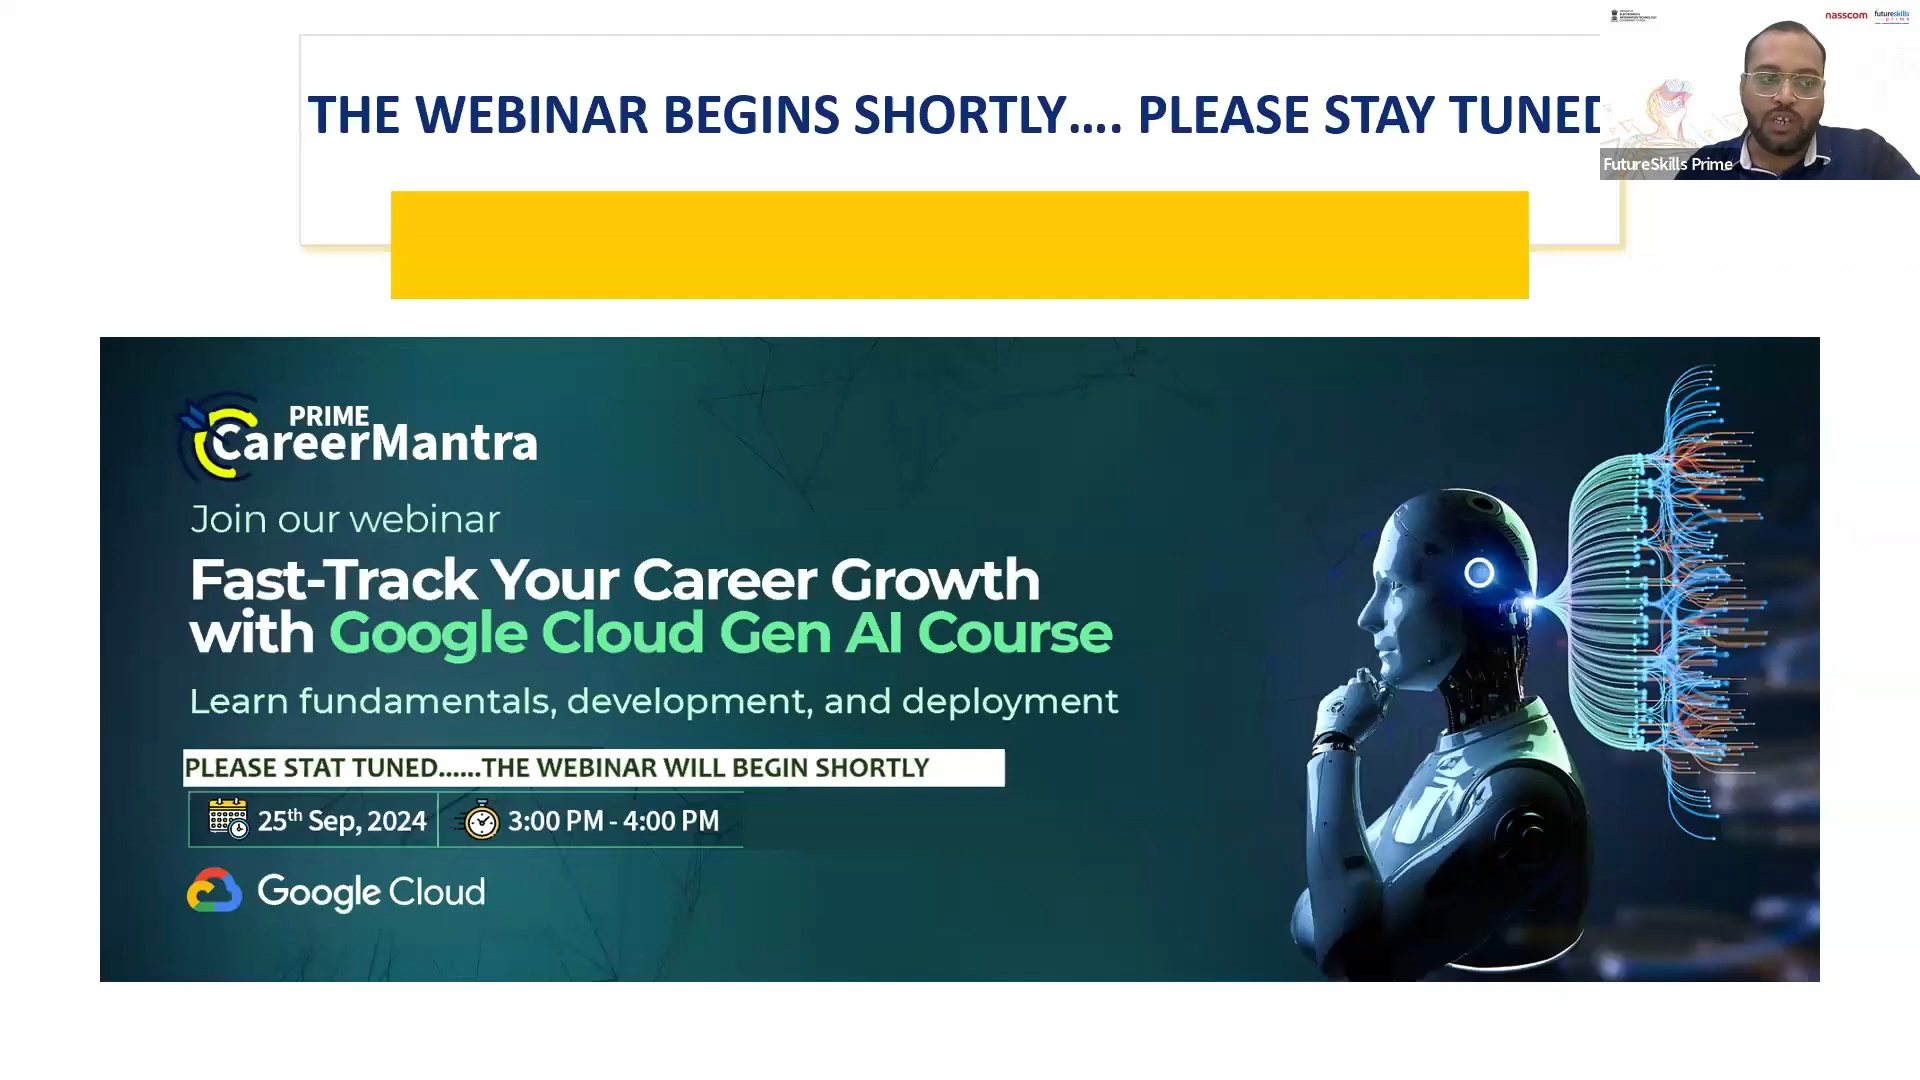 THE WEBINAR BEGINS SHORTLY.... PLEASE STAY TUNED
nasscom
futureskills
prime
FutureSkills Prime
PRIME
CareerMantra
Join our webinar
Fast-Track Your Career Growth
with Google Cloud Gen AI Course
Learn fundamentals, development, and deployment
PLEASE STAT TUNED......THE WEBINAR WILL BEGIN SHORTLY
25th Sep, 2024
3:00 PM - 4:00 PM
Google Cloud